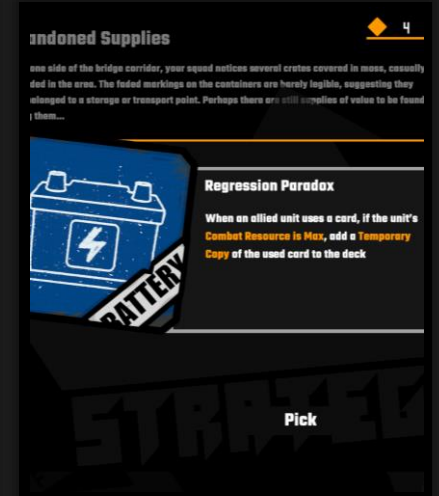 andoned Supplies
4
one side of the bridge corridor, your squad notices several crates covered in moss, casually
ded in the area. The faded markings on the containers are barely legible, suggesting they
elonged to a storage or transport point. Perhaps there are still supplies of value to be found
them...
Regression Paradox
When an allied unit uses a card, if the unit's
Combat Resource is Max, add a Temporary
Copy of the used card to the deck
BATTERY
STRATEG
Pick